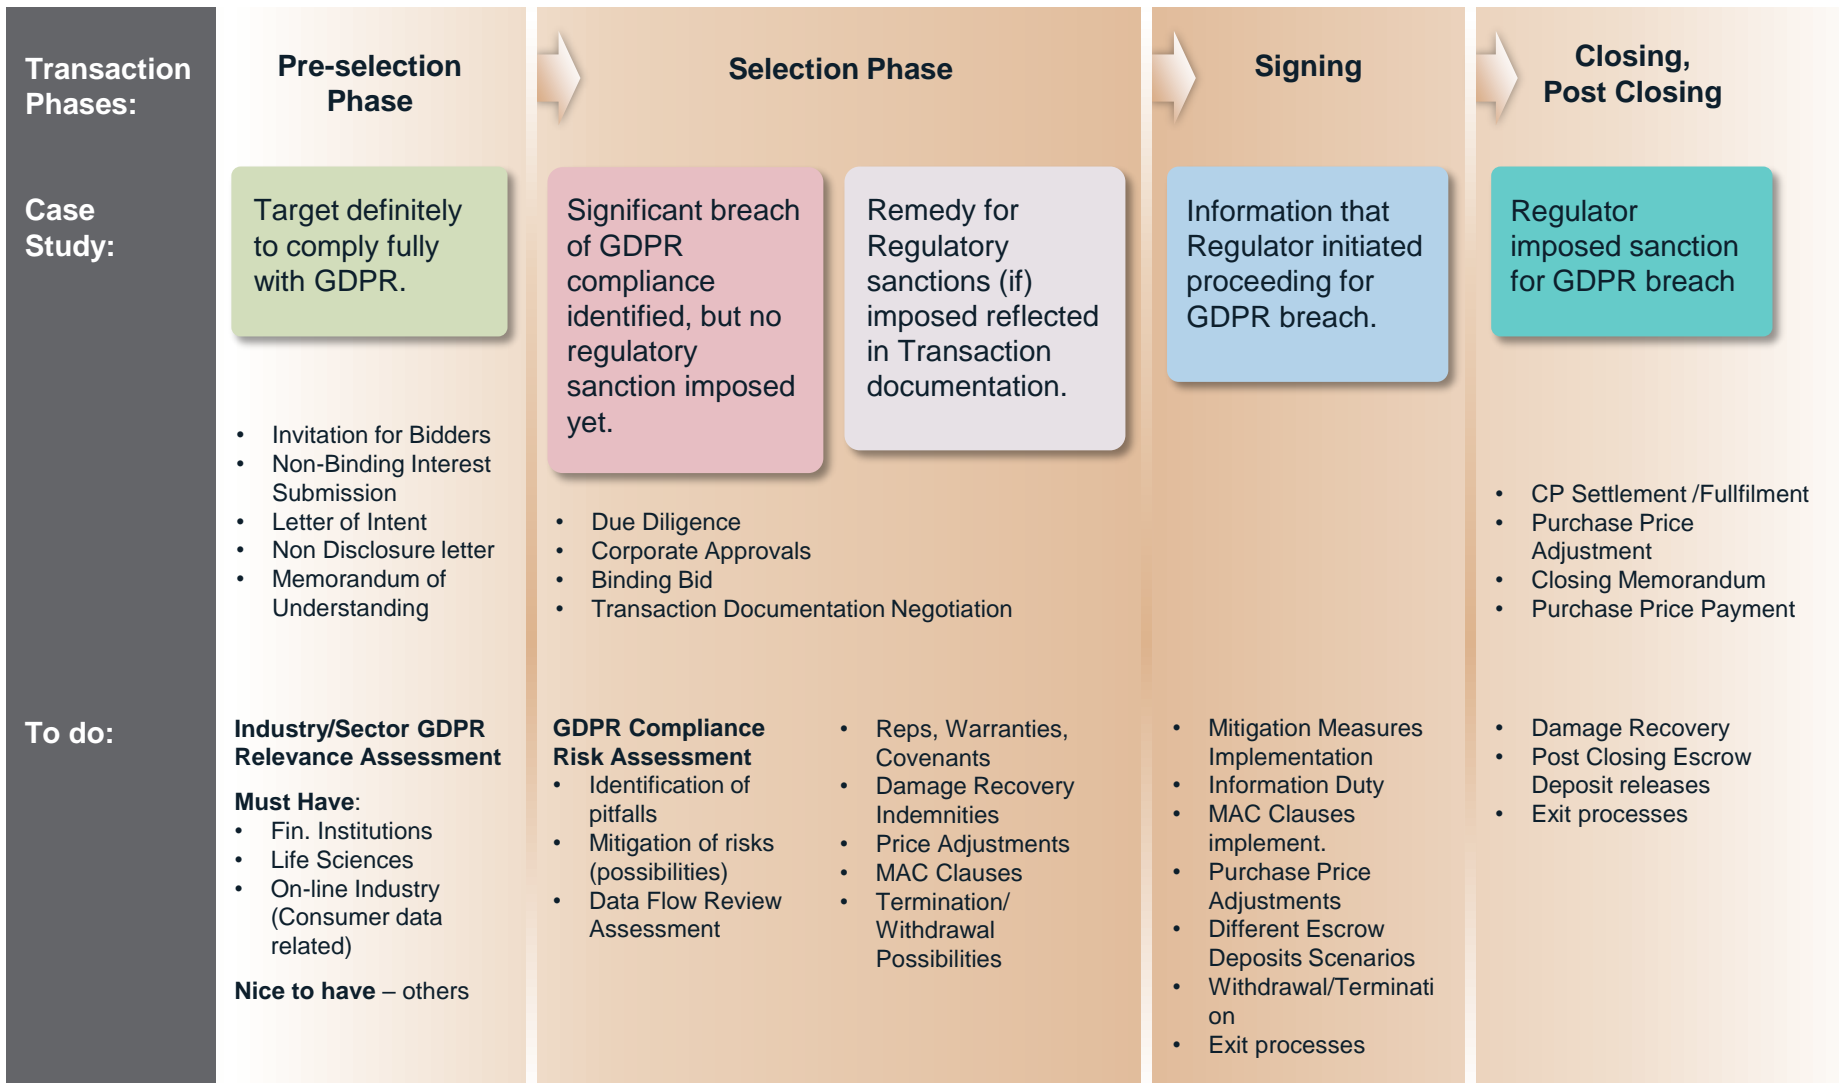 Transaction
Phases:
Pre-selection
Phase
Selection Phase
Signing
Closing,
Post Closing
Case
Study:
Target definitely
to comply fully
with GDPR.
Significant breach
of GDPR
compliance
identified, but no
regulatory
sanction imposed
yet.
Remedy for
Regulatory
sanctions (if)
imposed reflected
in Transaction
documentation.
Information that
Regulator initiated
proceeding for
GDPR breach.
Regulator
imposed sanction
for GDPR breach
• Invitation for Bidders
• Non-Binding Interest
Submission
• Letter of Intent
• Non Disclosure letter
• Memorandum of
Understanding
• Due Diligence
• Corporate Approvals
• Binding Bid
• Transaction Documentation Negotiation
• CP Settlement /Fullfilment
• Purchase Price
Adjustment
• Closing Memorandum
• Purchase Price Payment
To do:
Industry/Sector GDPR
Relevance Assessment
Must Have:
• Fin. Institutions
• Life Sciences
• On-line Industry
(Consumer data
related)
Nice to have – others
GDPR Compliance
Risk Assessment
• Identification of
pitfalls
• Mitigation of risks
(possibilities)
• Data Flow Review
Assessment
• Reps, Warranties,
Covenants
• Damage Recovery
Indemnities
• Price Adjustments
• MAC Clauses
• Termination/
Withdrawal
Possibilities
• Mitigation Measures
Implementation
• Information Duty
• MAC Clauses
implement.
• Purchase Price
Adjustments
• Different Escrow
Deposits Scenarios
• Withdrawal/Terminati
on
• Exit processes
• Damage Recovery
• Post Closing Escrow
Deposit releases
• Exit processes